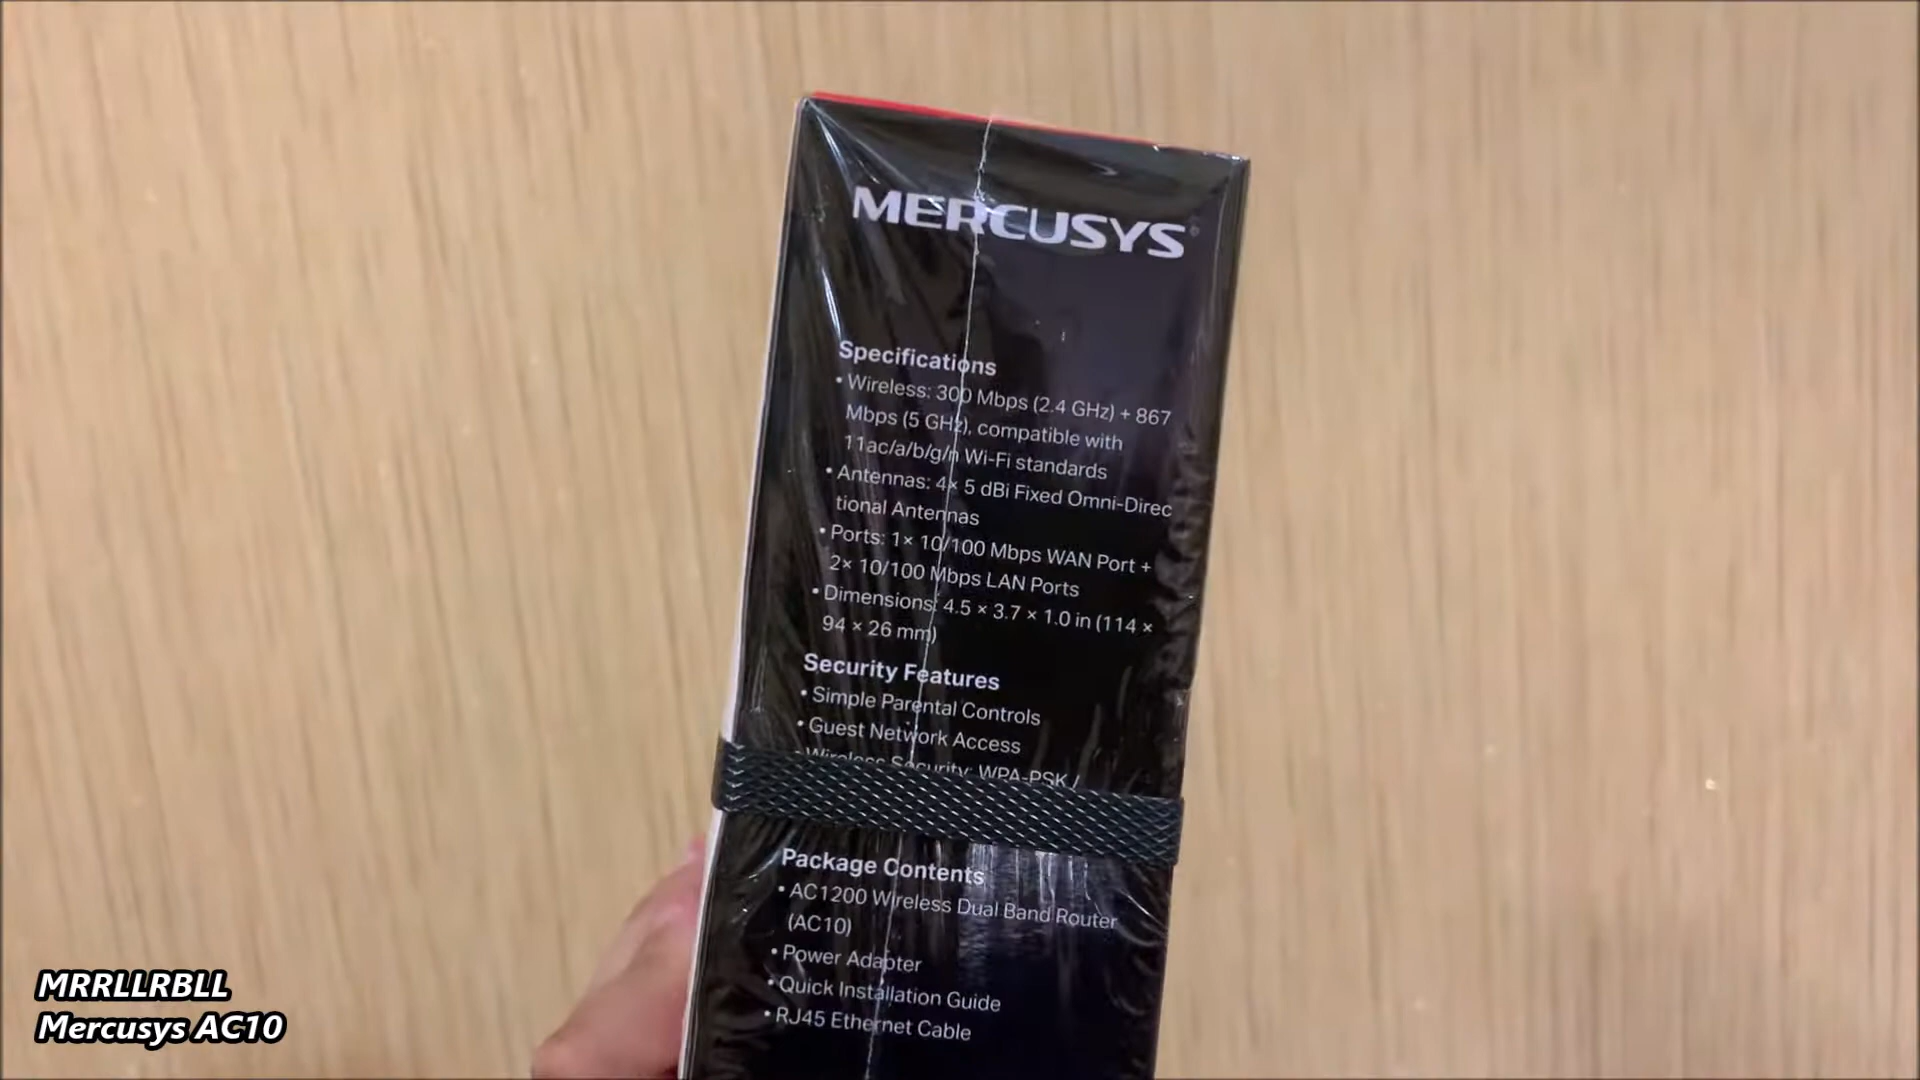 MERCUSYS
Specifications
• Wireless: 300 Mbps (2.4 GHz) + 867
Mbps (5 GHz), compatible with
11ac/a/b/g/n Wi-Fi standards
• Antennas: 4× 5 dBi Fixed Omni-Direc
tional Antennas
• Ports: 1× 10/100 Mbps WAN Port +
2× 10/100 Mbps LAN Ports
• Dimensions: 4.5 × 3.7 × 1.0 in (114 ×
94 × 26 mm)
Security Features
• Simple Parental Controls
• Guest Network Access
• Wireless Security: WPA-PSK /
Package Contents
• AC1200 Wireless Dual Band Router
(AC10)
• Power Adapter
• Quick Installation Guide
• RJ45 Ethernet Cable
MRRLLRBLL
Mercusys AC10